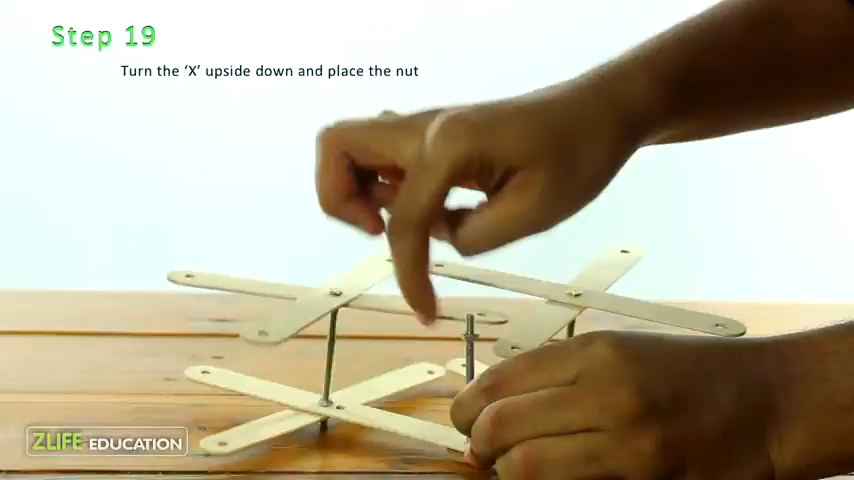 Step 19
Turn the ‘X’ upside down and place the nut
ZLIFE EDUCATION